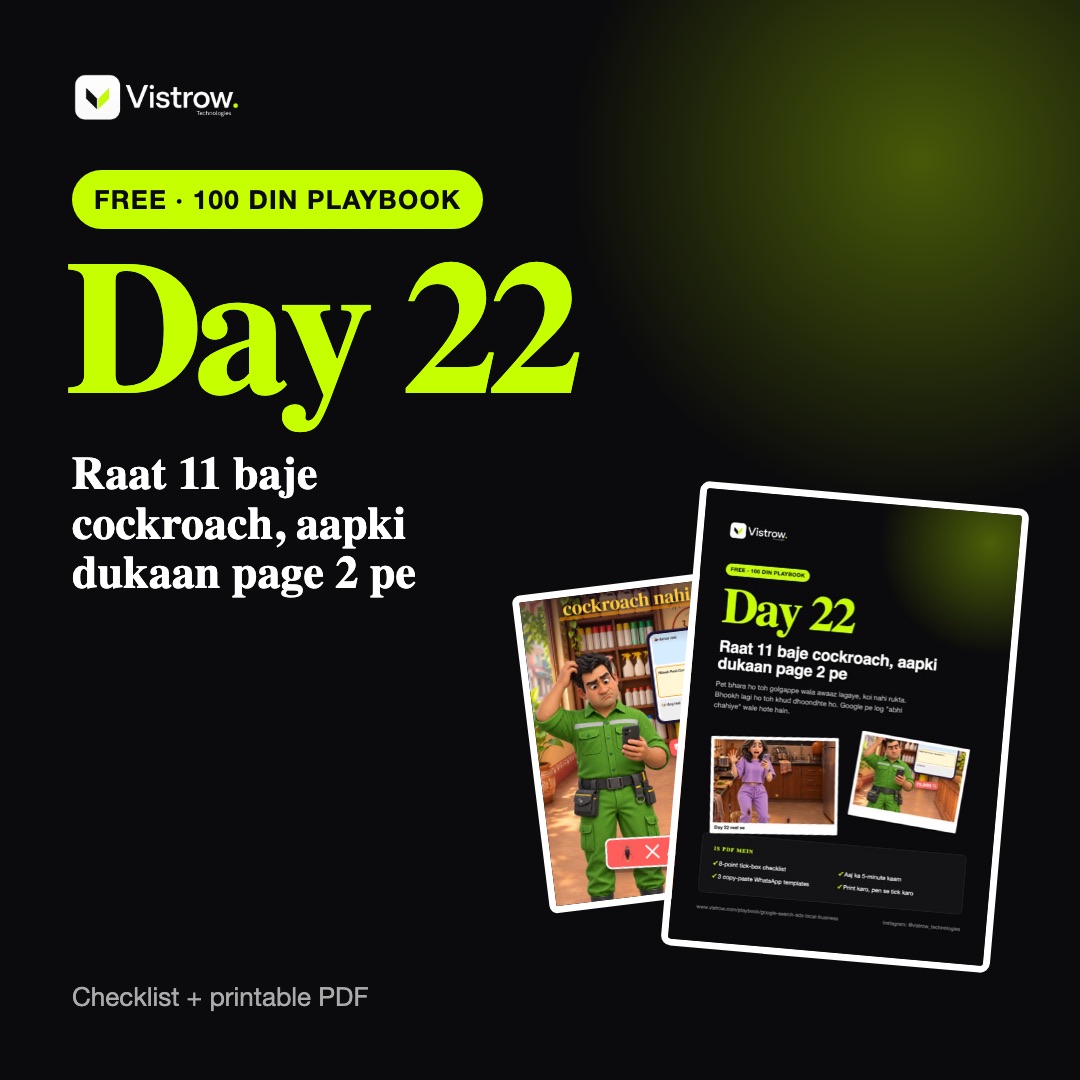 Vistrow.
Technologies
FREE · 100 DIN PLAYBOOK
Day 22
Raat 11 baje
cockroach, aapki
dukaan page 2 pe
cockroach nahi
Vistrow.
FREE · 100 DIN PLAYBOOK
Day 22
Raat 11 baje cockroach, aapki
dukaan page 2 pe
Pet bhara ho toh golgappe wala awaaz lagaye, koi nahi rukta.
Bhookh lagi ho toh khud dhoondhte ho. Google pe log "abhi
chahiye" wale hote hain.
Day 22 reel se
IS PDF MEIN
✓8-point tick-box checklist
✓Aaj ka 5-minute kaam
✓3 copy-paste WhatsApp templates
✓Print karo, pen se tick karo
www.vistrow.com/playbook/google-search-ads-local-business
Instagram: @vistrow_technologies
Checklist + printable PDF